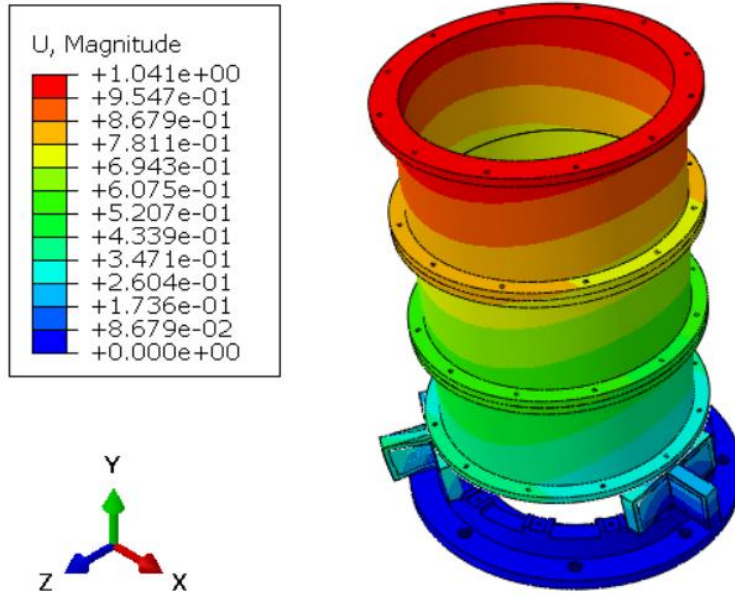 U, Magnitude
+1.041e+00
+9.547e-01
+8.679e-01
+7.811e-01
+6.943e-01
+6.075e-01
+5.207e-01
+4.339e-01
+3.471e-01
+2.604e-01
+1.736e-01
+8.679e-02
+0.000e+00
Y
Z
X